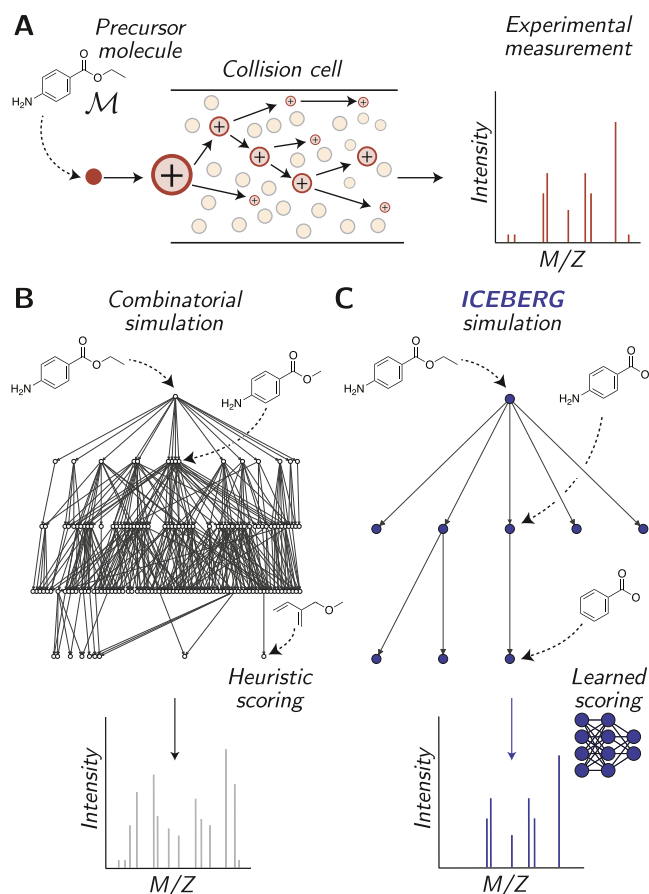 A
Precursor
molecule
O
O
H₂N
ℳ
Collision cell
+
+
+
+
+
+
+
+
+
+
Experimental
measurement
Intensity
M/Z
B
Combinatorial
simulation
O
O
H₂N
O
O
H₂N
O
Heuristic
scoring
Intensity
M/Z
C
ICEBERG
simulation
O
O
H₂N
O
O
H₂N
O
O
Learned
scoring
Intensity
M/Z